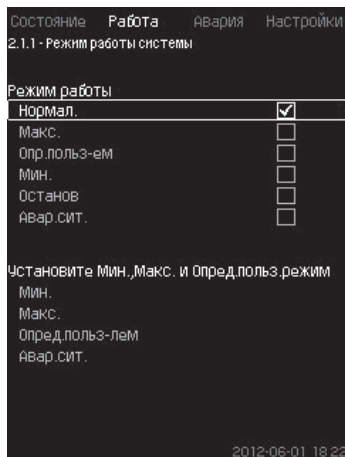 Состояние Работа Авария Настройки
2.1.1 - Режим работы системы
Режим работы
Нормал.
Макс.
Опр.польз-ем
Мин.
Останов
Авар.сит.
Установите Мин.,Макс. и Опред.польз.режим
Мин.
Макс.
Опред.польз-лем
Авар.сит.
2012-06-01 18:22